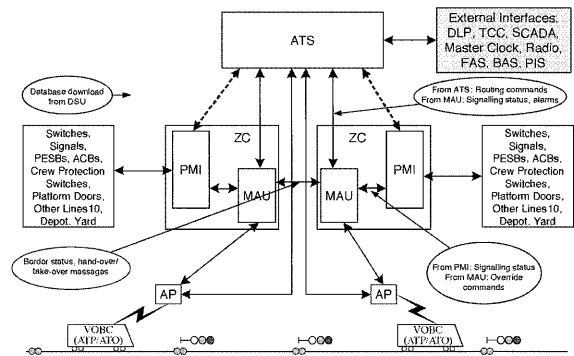 ATS
External Interfaces:
DLP, TCC, SCADA,
Master Clock, Radio,
FAS, BAS, PIS
Database download
from DSU
From ATS: Routing commands
From MAU: Signalling status, alarms
Switches,
Signals,
PESBs, ACBs,
Crew Protection
Switches,
Platform Doors,
Other Lines10,
Depot. Yard
ZC
PMI
MAU
ZC
MAU
PMI
Switches,
Signals,
PESBs, ACBs,
Crew Protection
Switches,
Platform Doors,
Other Lines10,
Depot. Yard
Border status, hand-over/
take-over massages
From PMI: Signalling status
From MAU: Override
commands
AP
AP
VOBC
(ATP/ATO)
VOBC
(ATP/ATO)